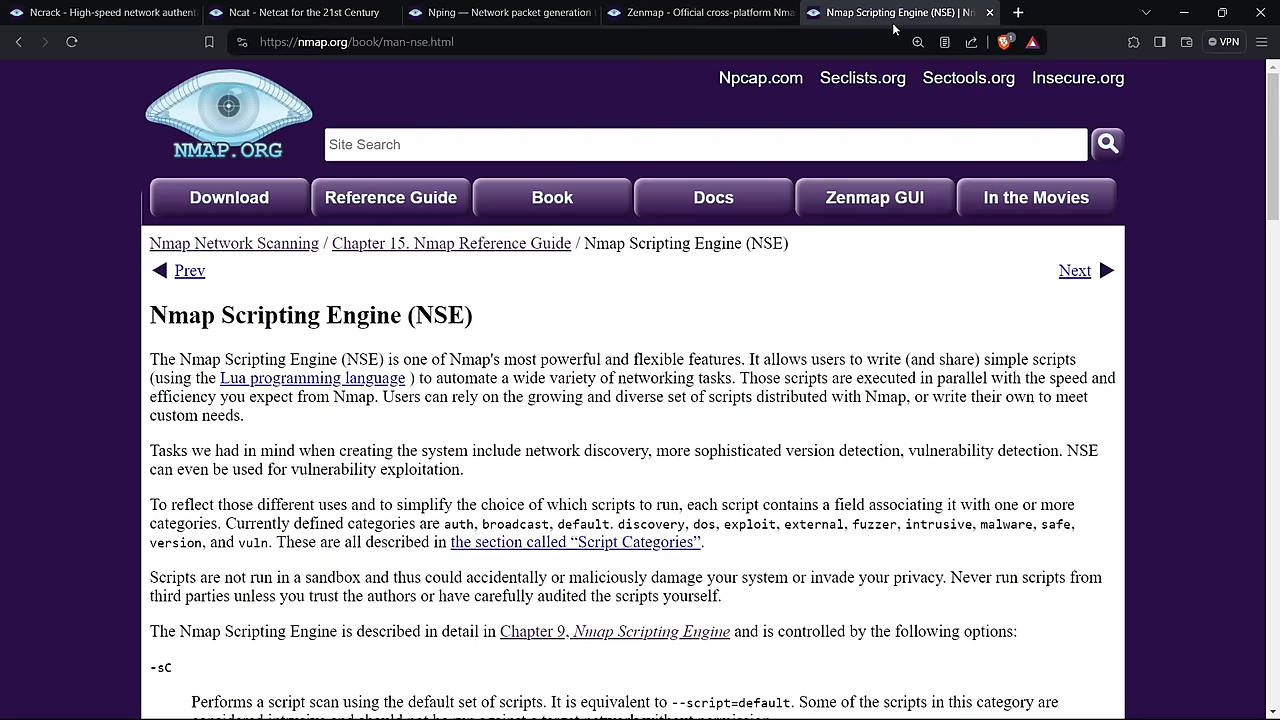 Ncrack - High-speed network authent
Ncat - Netcat for the 21st Century
Nping — Network packet generation
Zenmap - Official cross-platform Nma
Nmap Scripting Engine (NSE) | N
https://nmap.org/book/man-nse.html
1
VPN
Npcap.com Seclists.org Sectools.org Insecure.org
NMAP.ORG
Site Search
Download Reference Guide Book Docs Zenmap GUI In the Movies
Nmap Network Scanning / Chapter 15. Nmap Reference Guide / Nmap Scripting Engine (NSE)
Prev Next
Nmap Scripting Engine (NSE)
The Nmap Scripting Engine (NSE) is one of Nmap's most powerful and flexible features. It allows users to write (and share) simple scripts
(using the Lua programming language ) to automate a wide variety of networking tasks. Those scripts are executed in parallel with the speed and
efficiency you expect from Nmap. Users can rely on the growing and diverse set of scripts distributed with Nmap, or write their own to meet
custom needs.
Tasks we had in mind when creating the system include network discovery, more sophisticated version detection, vulnerability detection. NSE
can even be used for vulnerability exploitation.
To reflect those different uses and to simplify the choice of which scripts to run, each script contains a field associating it with one or more
categories. Currently defined categories are auth, broadcast, default. discovery, dos, exploit, external, fuzzer, intrusive, malware, safe,
version, and vuln. These are all described in the section called “Script Categories”.
Scripts are not run in a sandbox and thus could accidentally or maliciously damage your system or invade your privacy. Never run scripts from
third parties unless you trust the authors or have carefully audited the scripts yourself.
The Nmap Scripting Engine is described in detail in Chapter 9, Nmap Scripting Engine and is controlled by the following options:
-sC
Performs a script scan using the default set of scripts. It is equivalent to --script=default. Some of the scripts in this category are
considered intrusive and should not be run against a target network without permission.